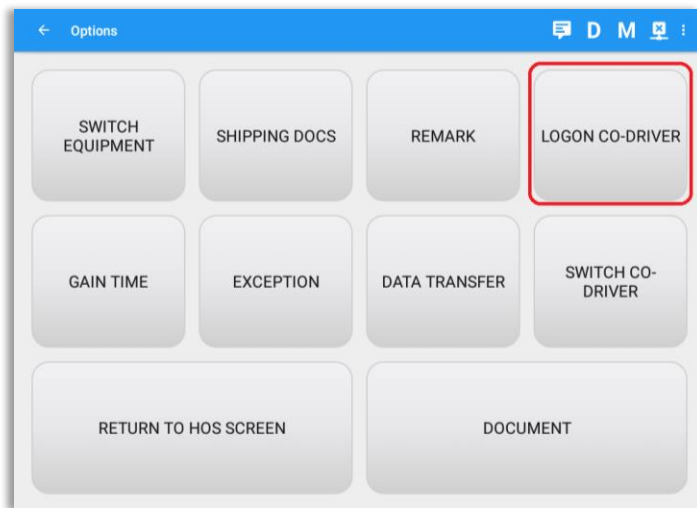 Options D M
SWITCH
EQUIPMENT
SHIPPING DOCS
REMARK
LOGON CO-DRIVER
GAIN TIME
EXCEPTION
DATA TRANSFER
SWITCH CO-
DRIVER
RETURN TO HOS SCREEN
DOCUMENT